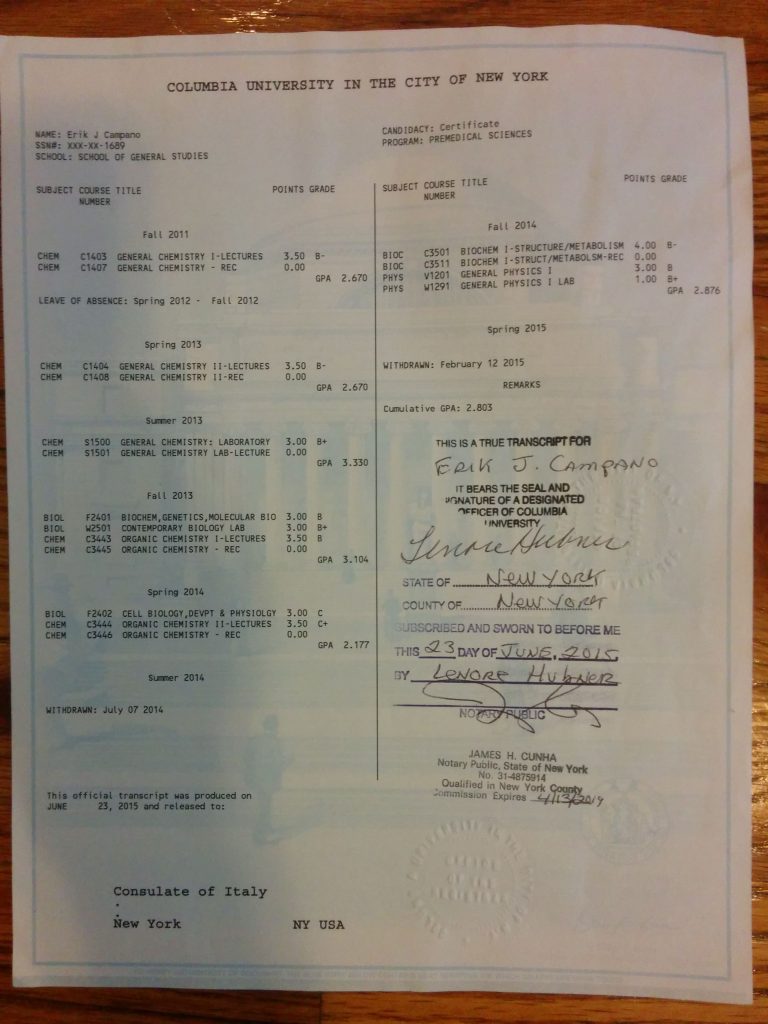 COLUMBIA UNIVERSITY IN THE CITY OF NEW YORK
NAME: Erik J Campano
SSN#: XXX-XX-1689
SCHOOL: SCHOOL OF GENERAL STUDIES
CANDIDACY: Certificate
PROGRAM: PREMEDICAL SCIENCES
SUBJECT COURSE TITLE POINTS GRADE
NUMBER
Fall 2011
CHEM C1403 GENERAL CHEMISTRY I-LECTURES 3.50 B-
CHEM C1407 GENERAL CHEMISTRY - REC 0.00
GPA 2.670
LEAVE OF ABSENCE: Spring 2012 - Fall 2012
Spring 2013
CHEM C1404 GENERAL CHEMISTRY II-LECTURES 3.50 B-
CHEM C1408 GENERAL CHEMISTRY II-REC 0.00
GPA 2.670
Summer 2013
CHEM S1500 GENERAL CHEMISTRY: LABORATORY 3.00 B+
CHEM S1501 GENERAL CHEMISTRY LAB-LECTURE 0.00
GPA 3.330
Fall 2013
BIOL F2401 BIOCHEM,GENETICS,MOLECULAR BIO 3.00 B
BIOL W2501 CONTEMPORARY BIOLOGY LAB 3.00 B+
CHEM C3443 ORGANIC CHEMISTRY I-LECTURES 3.50 B
CHEM C3445 ORGANIC CHEMISTRY - REC 0.00
GPA 3.104
Spring 2014
BIOL F2402 CELL BIOLOGY,DEVPT & PHYSIOLGY 3.00 C
CHEM C3444 ORGANIC CHEMISTRY II-LECTURES 3.50 C+
CHEM C3446 ORGANIC CHEMISTRY - REC 0.00
GPA 2.177
Summer 2014
WITHDRAWN: July 07 2014
This official transcript was produced on
JUNE 23, 2015 and released to:
Consulate of Italy
.
.
New York NY USA
SUBJECT COURSE TITLE POINTS GRADE
NUMBER
Fall 2014
BIOC C3501 BIOCHEM I-STRUCTURE/METABOLISM 4.00 B-
BIOC C3511 BIOCHEM I-STRUCT/METABOLSM-REC 0.00
PHYS V1201 GENERAL PHYSICS I 3.00 B
PHYS W1291 GENERAL PHYSICS I LAB 1.00 B+
GPA 2.876
Spring 2015
WITHDRAWN: February 12 2015
REMARKS
Cumulative GPA: 2.803
THIS IS A TRUE TRANSCRIPT FOR
ERIK J. CAMPANO
IT BEARS THE SEAL AND
SIGNATURE OF A DESIGNATED
OFFICER OF COLUMBIA
UNIVERSITY
Lenore Hubner
STATE OF NEW YORK
COUNTY OF NEW YORK
SUBSCRIBED AND SWORN TO BEFORE ME
THIS 23 DAY OF JUNE, 2015
BY LENORE HUBNER
NOTARY PUBLIC
JAMES H. CUNHA
Notary Public, State of New York
No. 31-4875914
Qualified in New York County
Commission Expires 4/13/2019